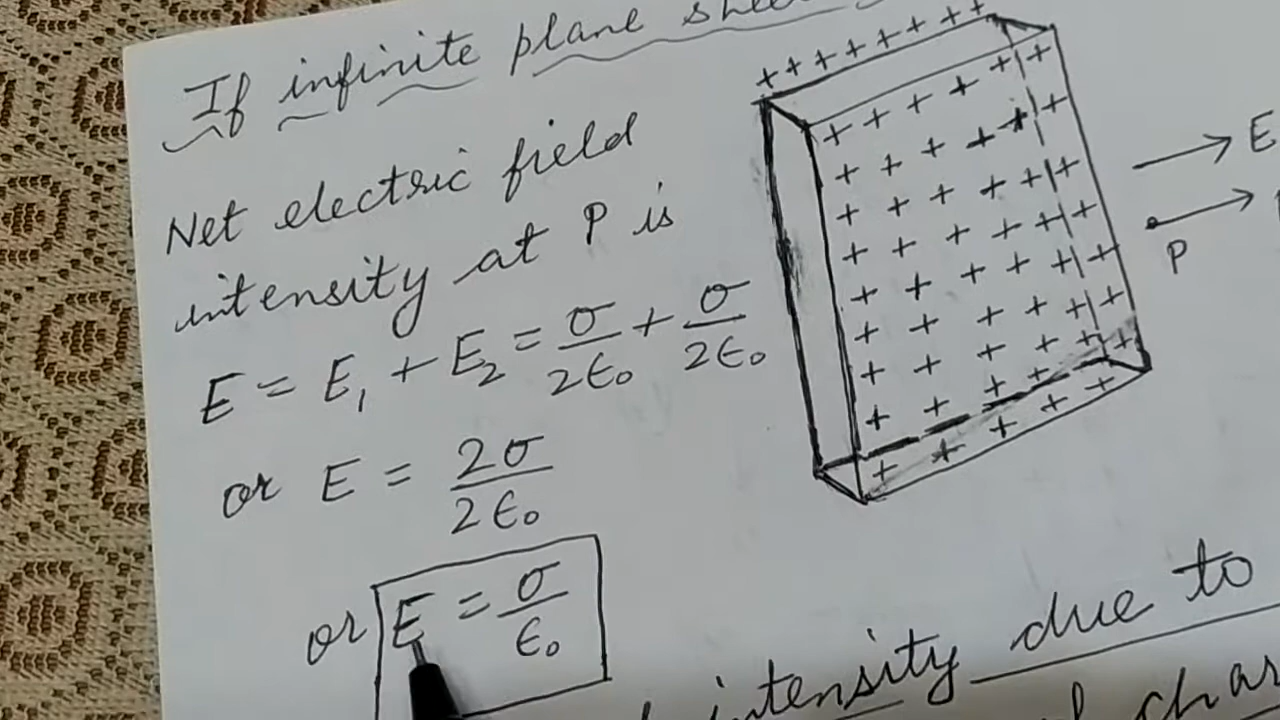 If infinite plane sheet
Net electric field
intensity at P is
E = E₁ + E₂ = σ/2ϵ₀ + σ/2ϵ₀
or E = 2σ/2ϵ₀
or E = σ/ϵ₀
+ + + + + + + +
+ + + + + +
+ + + + + +
+ + + + + +
+ + + + + +
+ + + + + +
+ + + + + +
+ + + + + +
+ + + + + +
+ + + + +
+ + + + +
E
P
intensity due to